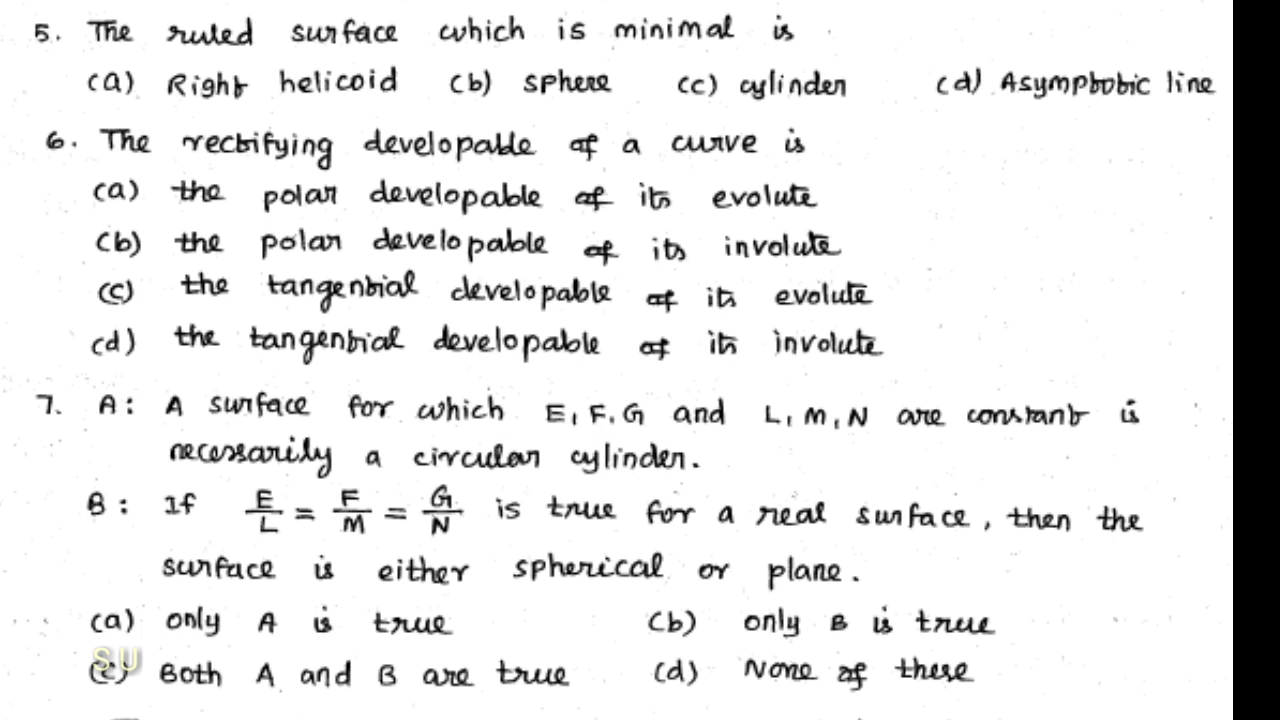 5. The ruled surface which is minimal is
(a) Right helicoid (b) sphere (c) cylinder (d) Asymptotic line
6. The rectifying developable of a curve is
(a) the polar developable of its evolute
(b) the polar developable of its involute
(c) the tangential developable of its evolute
(d) the tangential developable of its involute
7. A: A surface for which E, F, G and L, M, N are constant is
necessarily a circular cylinder.
B: If E/L = F/M = G/N is true for a real surface, then the
surface is either spherical or plane.
(a) only A is true (b) only B is true
(c) Both A and B are true (d) None of these
SU